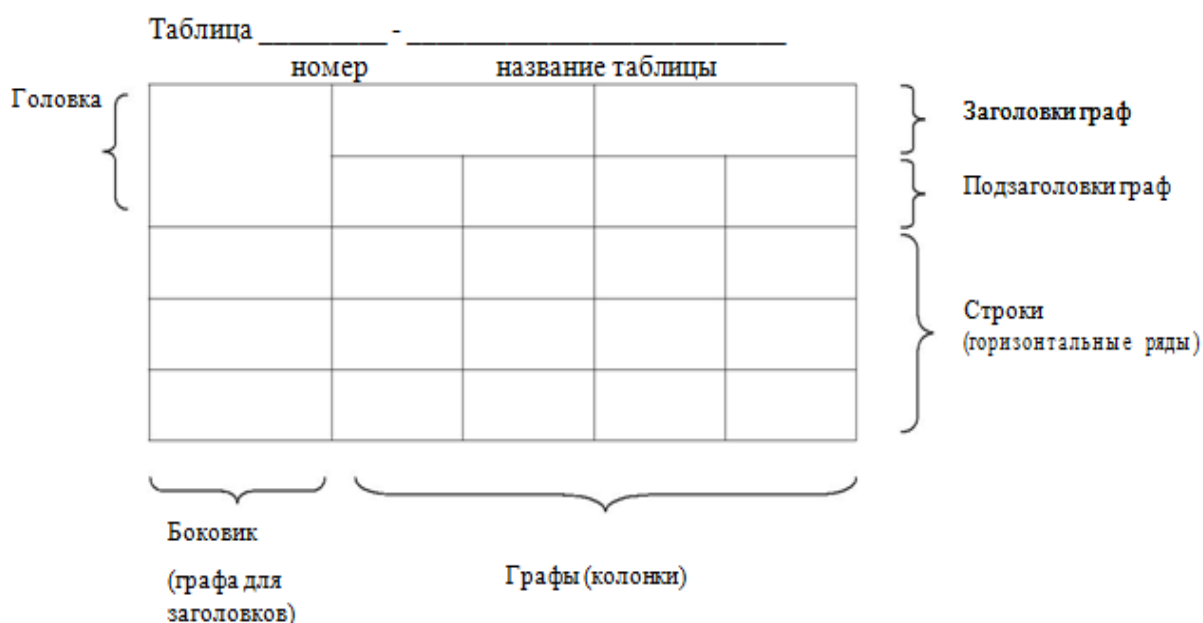 Таблица _________ - ___________________________
номер название таблицы
Головка
Заголовки граф
Подзаголовки граф
Строки
(горизонтальные ряды)
Боковик
(графа для
заголовков)
Графы (колонки)